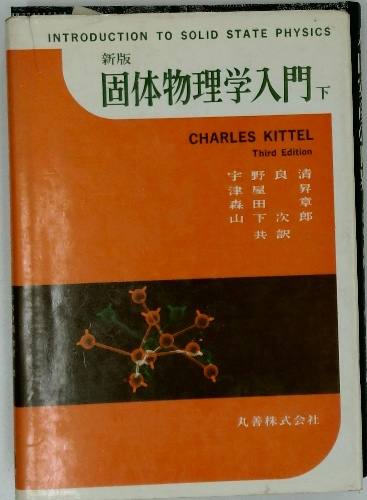 INTRODUCTION TO SOLID STATE PHYSICS
新版
固体物理学入門 下
CHARLES KITTEL
Third Edition
宇野良清
津屋昇
森田章
山下次郎
共訳
丸善株式会社